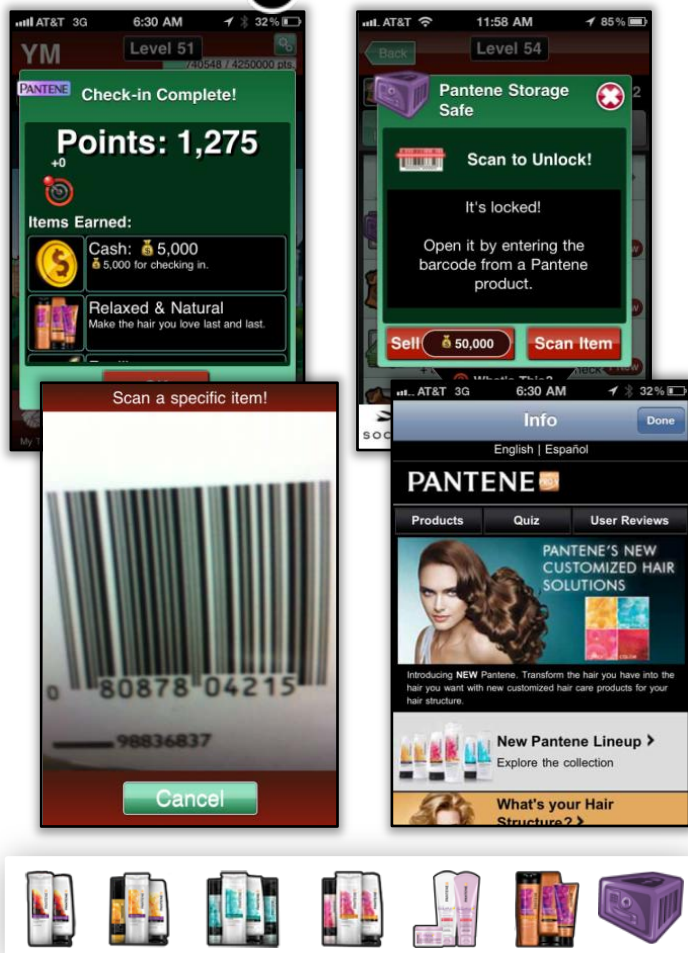 AT&T 3G 6:30 AM 32%
YM Level 51
740548 / 4250000 pts.
PANTENE Check-in Complete!
Points: 1,275
+0
Items Earned:
Cash: 5,000
5,000 for checking in.
Relaxed & Natural
Make the hair you love last and last.
AT&T 11:58 AM 85%
Back Level 54
Pantene Storage
Safe
Scan to Unlock!
It's locked!
Open it by entering the
barcode from a Pantene
product.
Sell 50,000 Scan Item
What's This?
Scan a specific item!
0 80878 04215
98836837
Cancel
AT&T 3G 6:30 AM 32%
Info Done
English | Español
PANTENE
Products Quiz User Reviews
PANTENE'S NEW
CUSTOMIZED HAIR
SOLUTIONS
Introducing NEW Pantene. Transform the hair you have into the
hair you want with new customized hair care products for your
hair structure.
New Pantene Lineup >
Explore the collection
What's your Hair
Structure? >